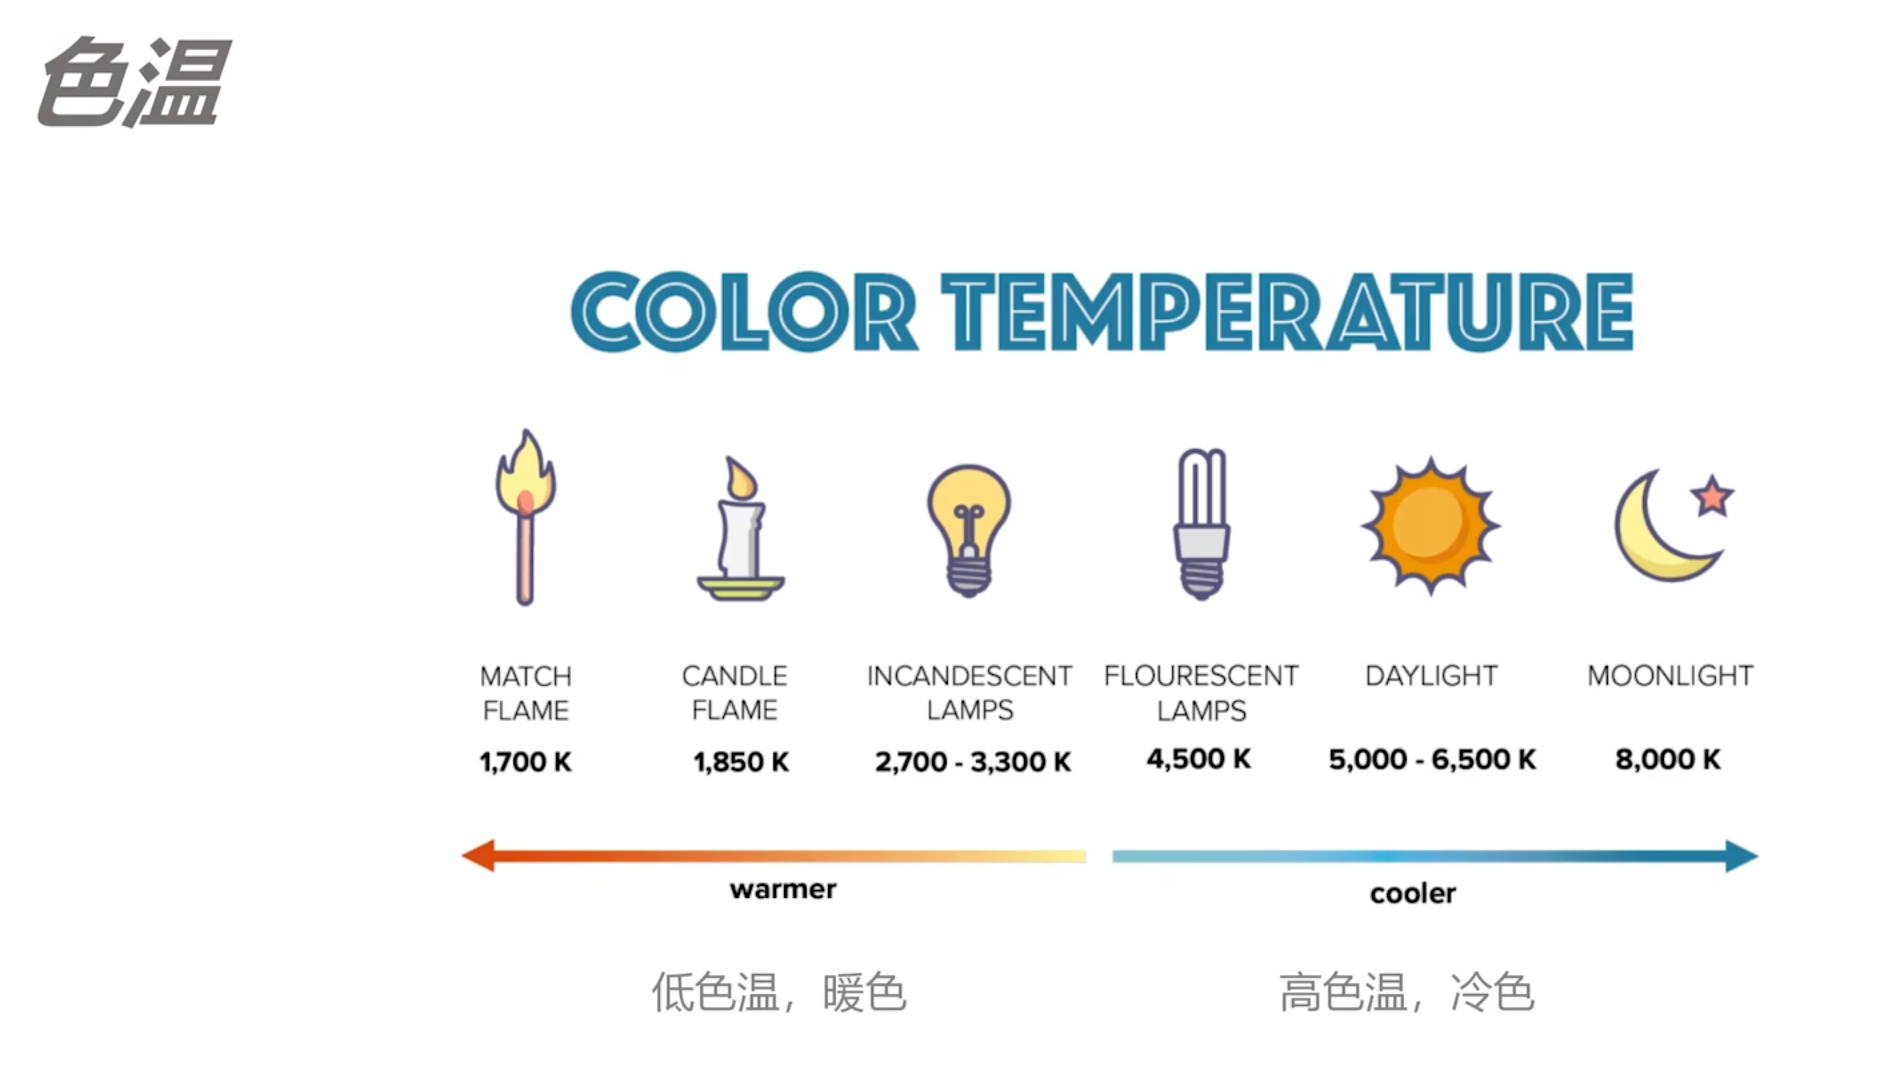 色温
COLOR TEMPERATURE
MATCH
FLAME
1,700 K
CANDLE
FLAME
1,850 K
INCANDESCENT
LAMPS
2,700 - 3,300 K
FLOURESCENT
LAMPS
4,500 K
DAYLIGHT
5,000 - 6,500 K
MOONLIGHT
8,000 K
warmer
cooler
低色温，暖色
高色温，冷色